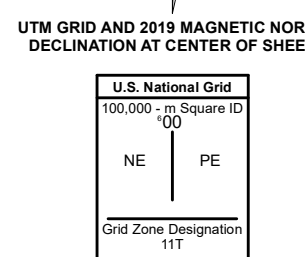 UTM GRID AND 2019 MAGNETIC NOR
DECLINATION AT CENTER OF SHEE
U.S. National Grid
100,000 - m Square ID
⁶00
NE PE
Grid Zone Designation
11T